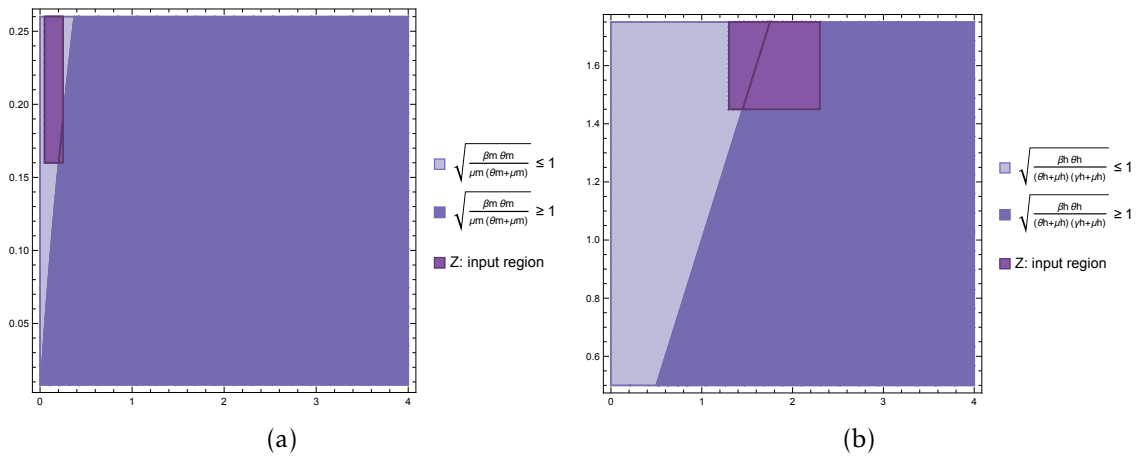 0.25
0.20
0.15
0.10
0.05
0 1 2 3 4
√(βm θm / μm (θm+μm)) ≤ 1
√(βm θm / μm (θm+μm)) ≥ 1
Z: input region
(a)
1.6
1.4
1.2
1.0
0.8
0.6
0 1 2 3 4
√(βh θh / (θh+μh) (γh+μh)) ≤ 1
√(βh θh / (θh+μh) (γh+μh)) ≥ 1
Z: input region
(b)